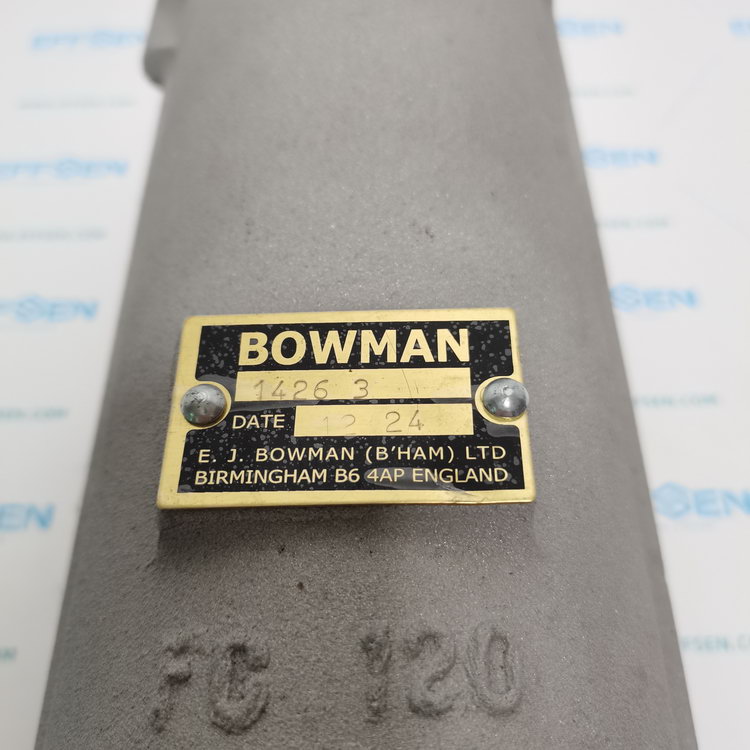 BOWMAN
1426 3
DATE 12 24
E. J. BOWMAN (B'HAM) LTD
BIRMINGHAM B6 4AP ENGLAND
FC 120